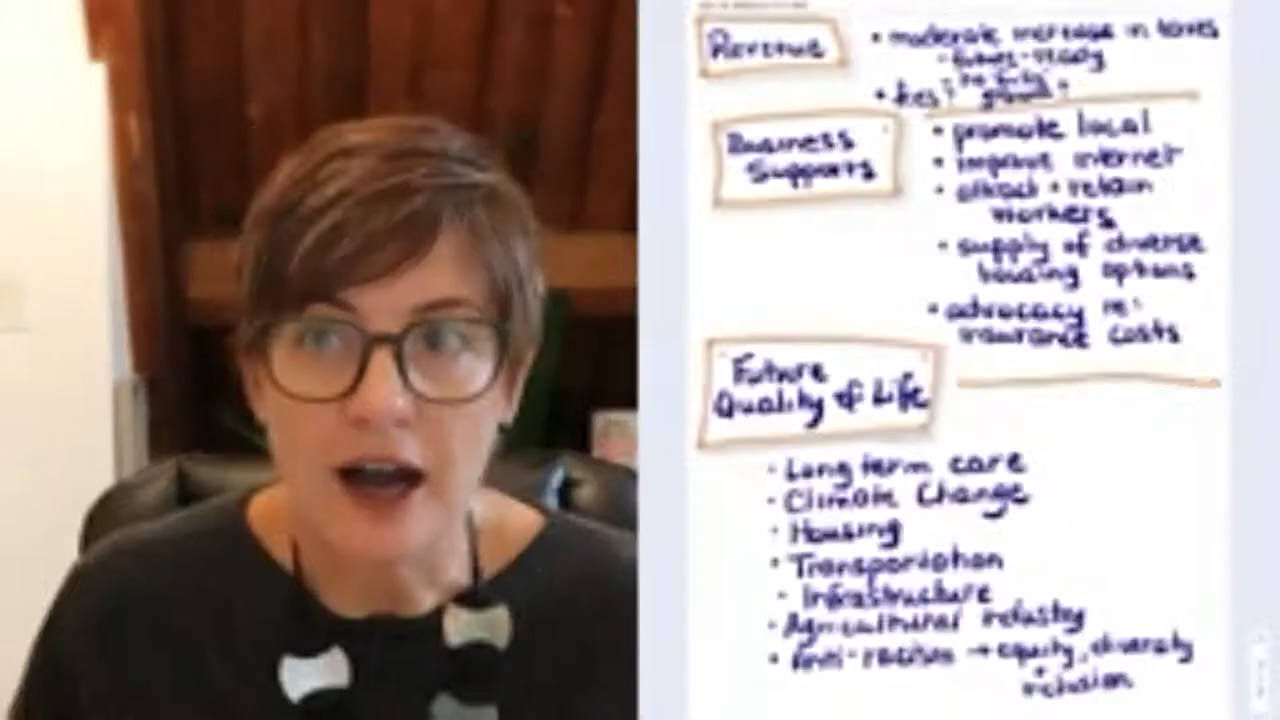 Revenue
• moderate increase in taxes
- future-ready
• fees
Business
Supports
• promote local
• improve internet
• attract + retain
workers
• supply of diverse
housing options
• advocacy re:
insurance costs
Future
Quality of Life
• Long term care
• Climate Change
• Housing
• Transportation
• Infrastructure
• Agricultural industry
• Anti-racism → equity, diversity
+
inclusion